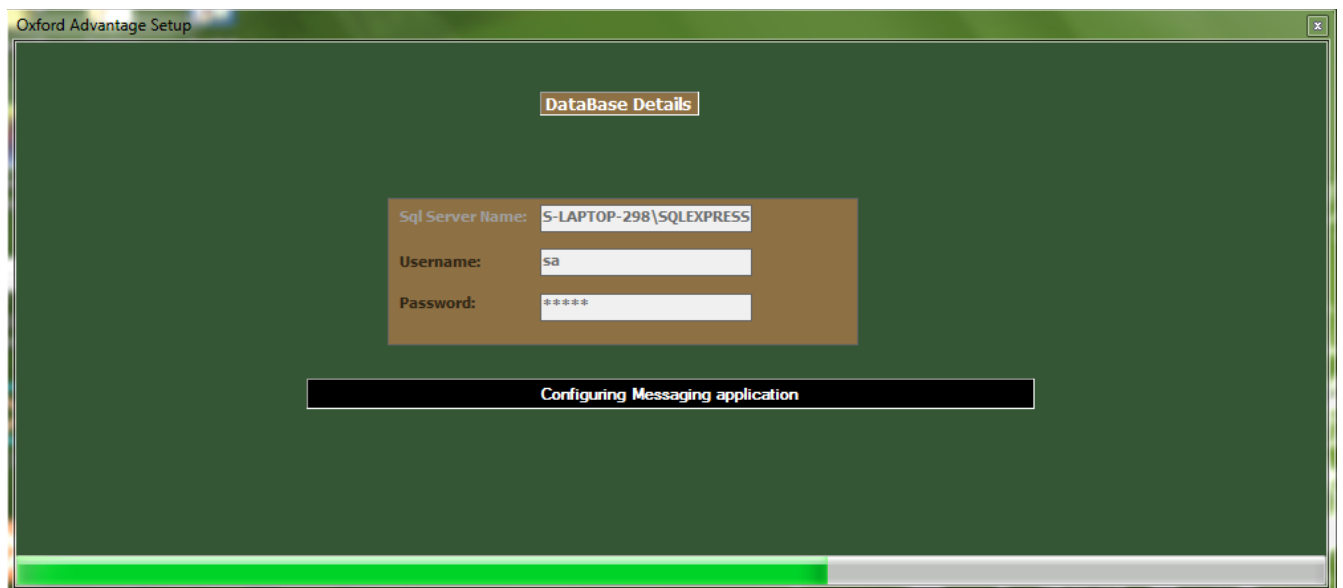 Oxford Advantage Setup
DataBase Details
Sql Server Name: S-LAPTOP-298\SQLEXPRESS
Username: sa
Password: *****
Configuring Messaging application